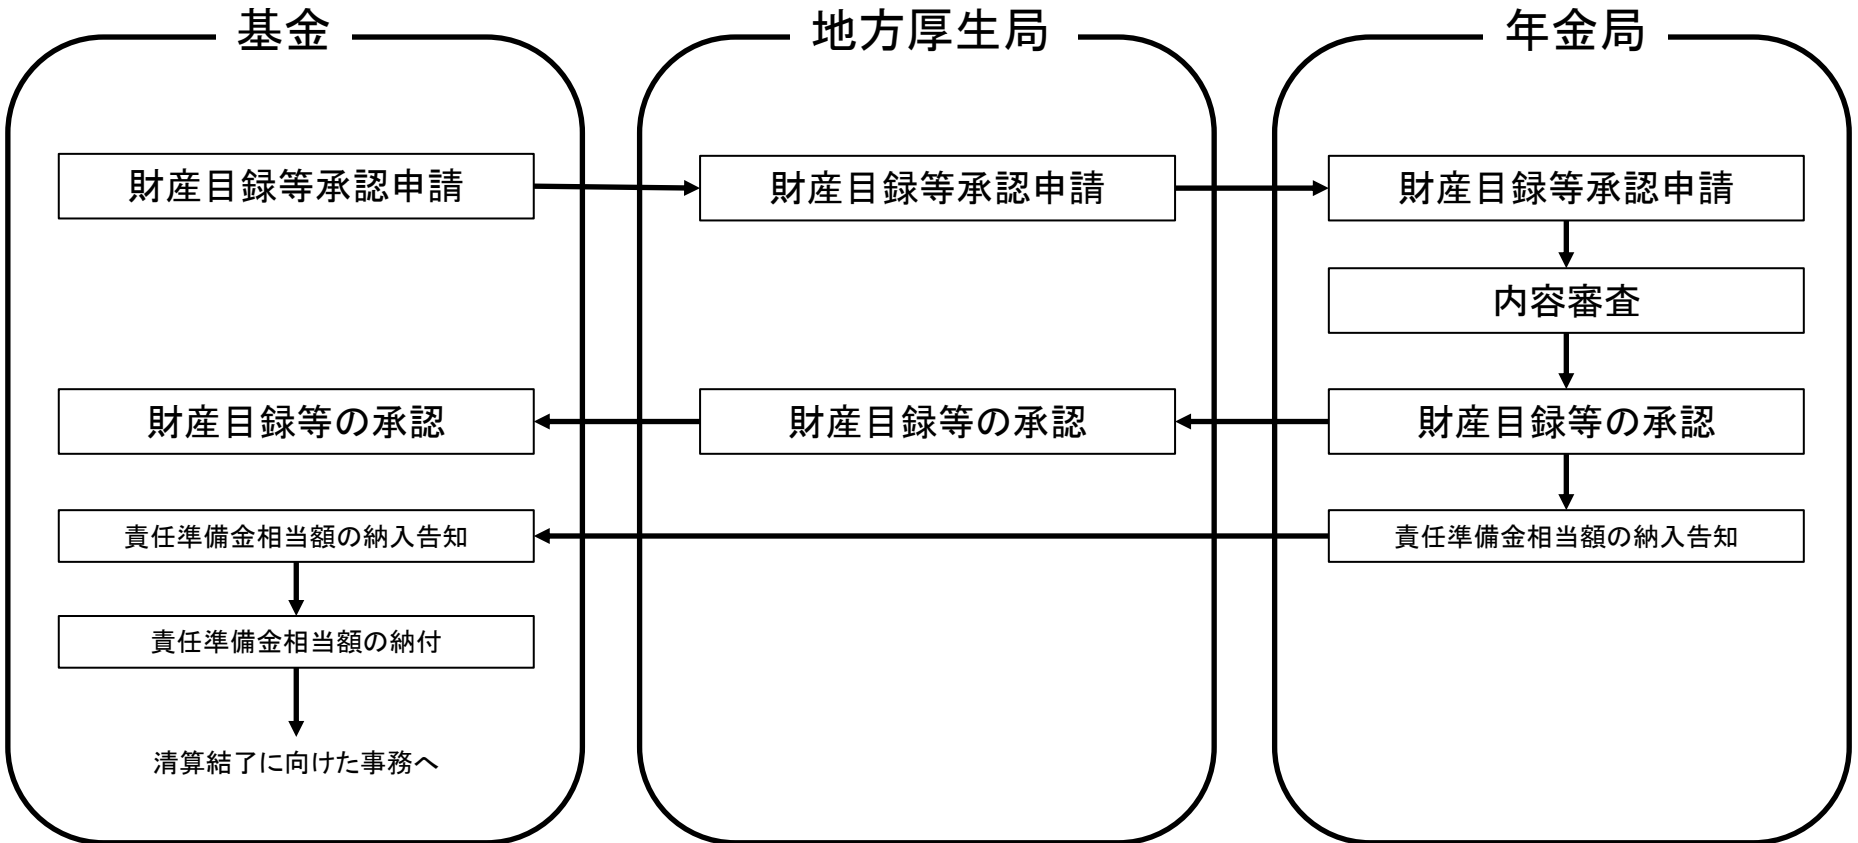 基金
地方厚生局
年金局
財産目録等承認申請
財産目録等承認申請
財産目録等承認申請
内容審査
財産目録等の承認
財産目録等の承認
財産目録等の承認
責任準備金相当額の納入告知
責任準備金相当額の納入告知
責任準備金相当額の納付
清算結了に向けた事務へ